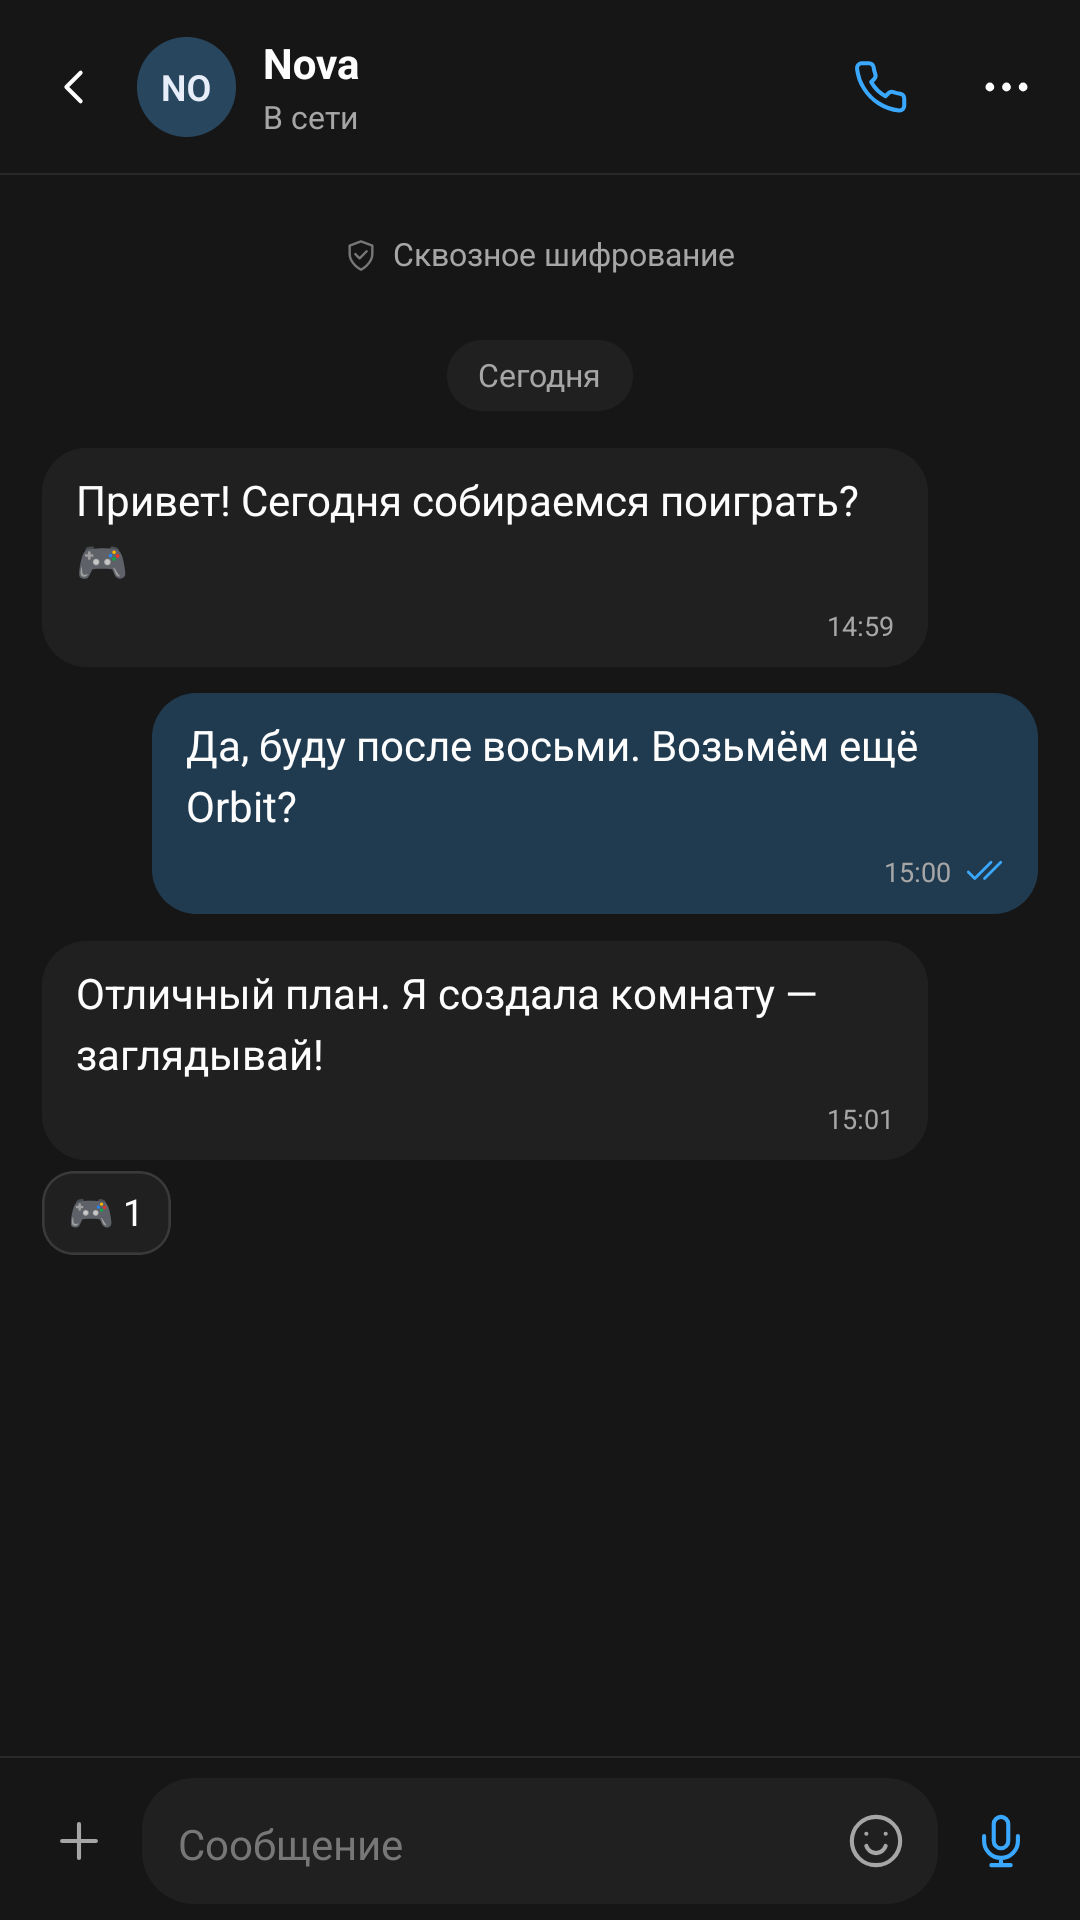 NO
Nova
В сети
Сквозное шифрование
Сегодня
Привет! Сегодня собираемся поиграть?
🎮
14:59
Да, буду после восьми. Возьмём ещё
Orbit?
15:00
Отличный план. Я создала комнату —
заглядывай!
15:01
🎮 1
Сообщение